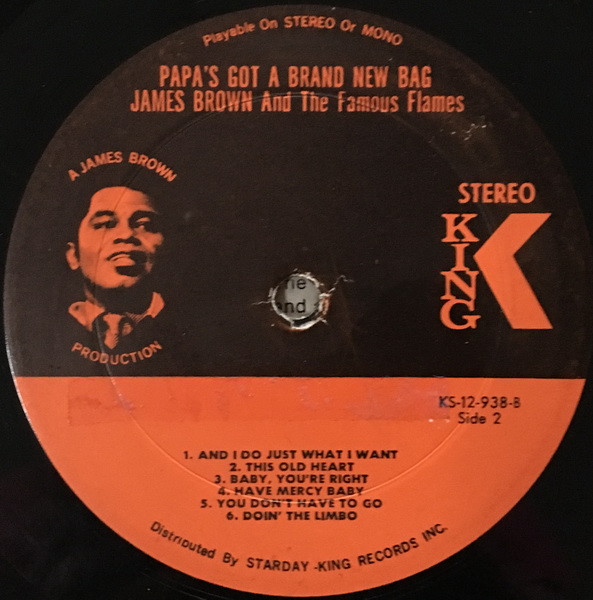 Playable On STEREO Or MONO
PAPA'S GOT A BRAND NEW BAG
JAMES BROWN And The Famous Flames
A JAMES BROWN
PRODUCTION
STEREO
KING
KS-12-938-B
Side 2
1. AND I DO JUST WHAT I WANT
2. THIS OLD HEART
3. BABY, YOU'RE RIGHT
4. HAVE MERCY BABY
5. YOU DON'T HAVE TO GO
6. DOIN' THE LIMBO
Distributed By STARDAY-KING RECORDS INC.